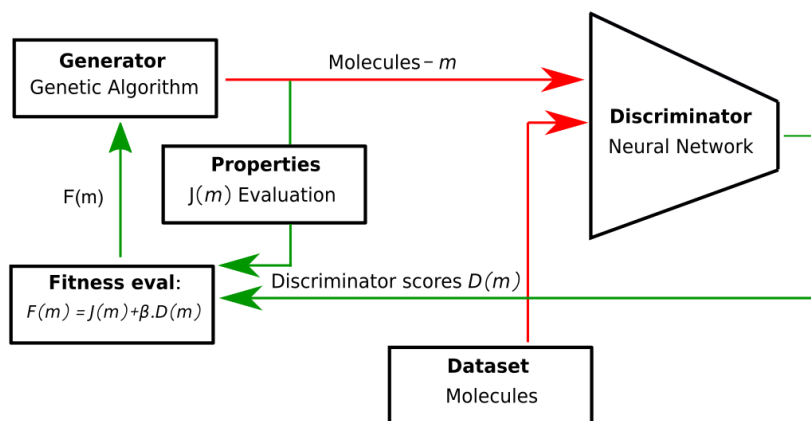 Generator
Genetic Algorithm
Molecules – m
Discriminator
Neural Network
Properties
J(m) Evaluation
F(m)
Fitness eval:
F(m) = J(m)+β.D(m)
Discriminator scores D(m)
Dataset
Molecules